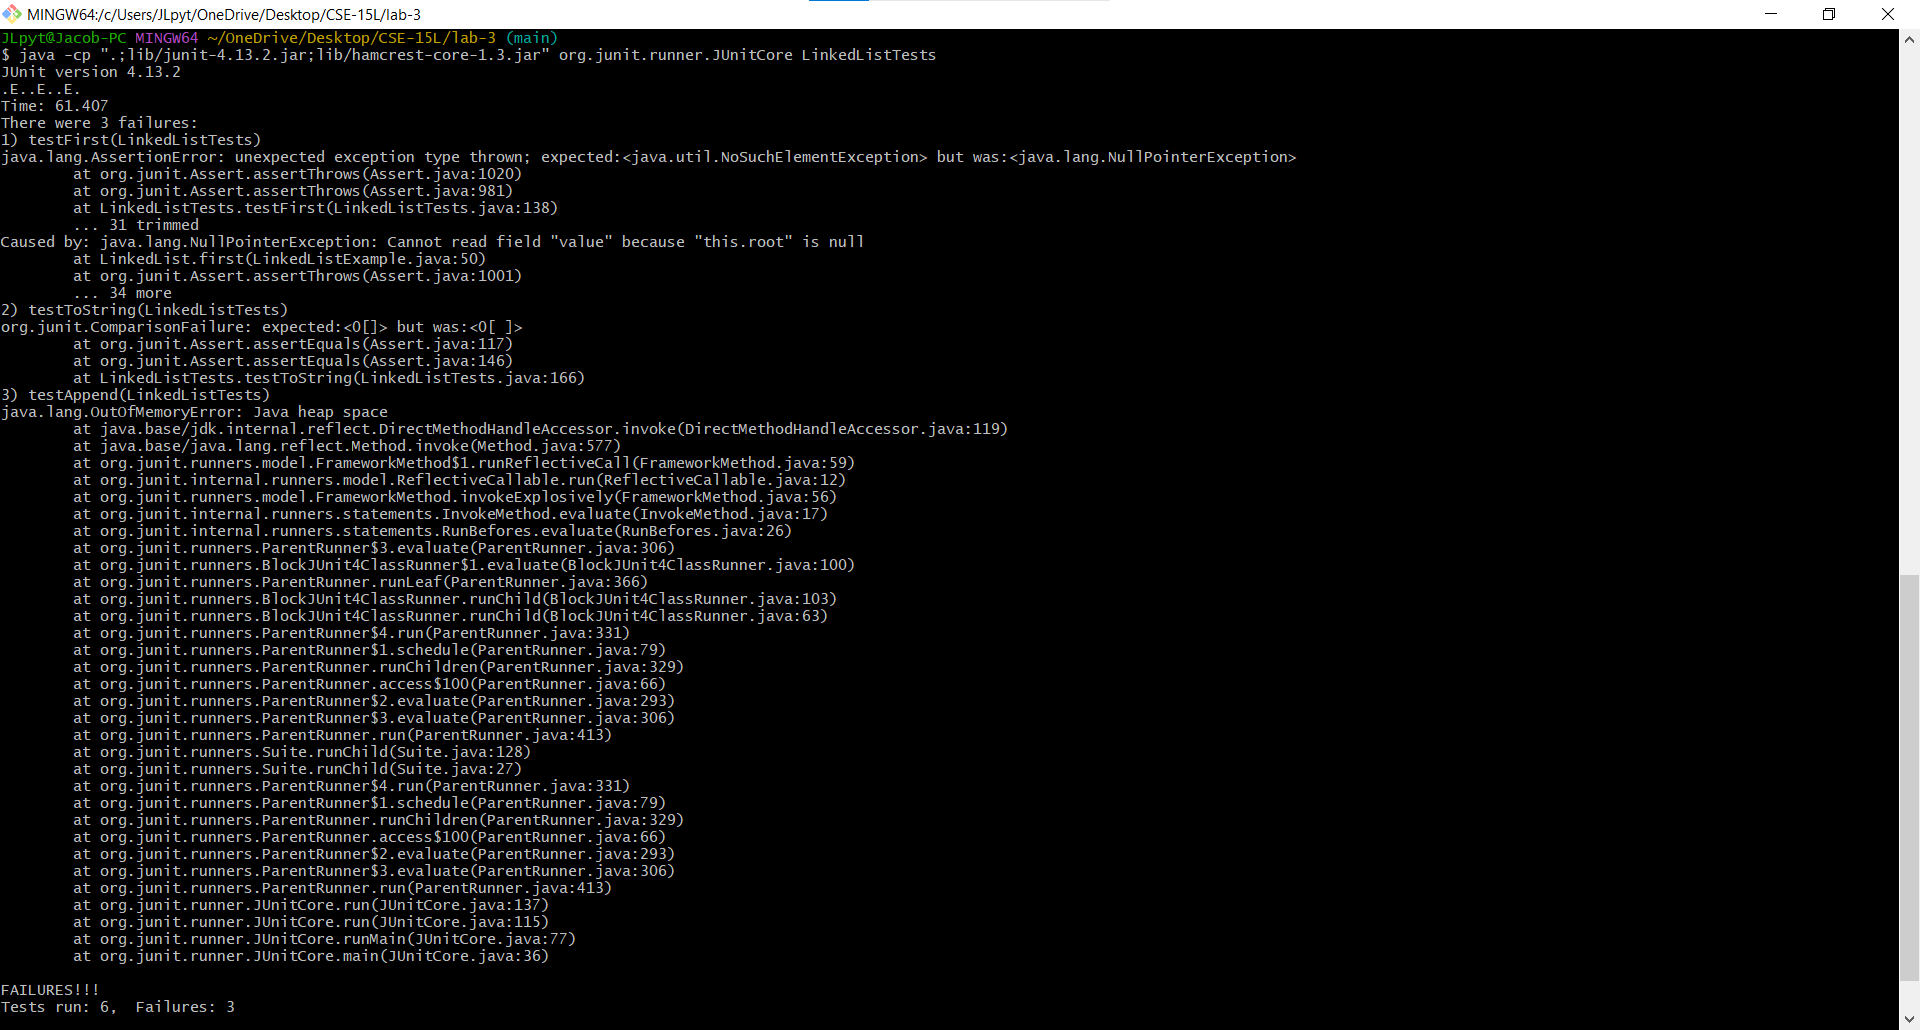 MINGW64:/c/Users/JLpyt/OneDrive/Desktop/CSE-15L/lab-3
JLpyt@Jacob-PC MINGW64 ~/OneDrive/Desktop/CSE-15L/lab-3 (main)
$ java -cp ".;lib/junit-4.13.2.jar;lib/hamcrest-core-1.3.jar" org.junit.runner.JUnitCore LinkedListTests
JUnit version 4.13.2
.E..E..E.
Time: 61.407
There were 3 failures:
1) testFirst(LinkedListTests)
java.lang.AssertionError: unexpected exception type thrown; expected:<java.util.NoSuchElementException> but was:<java.lang.NullPointerException>
        at org.junit.Assert.assertThrows(Assert.java:1020)
        at org.junit.Assert.assertThrows(Assert.java:981)
        at LinkedListTests.testFirst(LinkedListTests.java:138)
        ... 31 trimmed
Caused by: java.lang.NullPointerException: Cannot read field "value" because "this.root" is null
        at LinkedList.first(LinkedListExample.java:50)
        at org.junit.Assert.assertThrows(Assert.java:1001)
        ... 34 more
2) testToString(LinkedListTests)
org.junit.ComparisonFailure: expected:<0[]> but was:<0[ ]>
        at org.junit.Assert.assertEquals(Assert.java:117)
        at org.junit.Assert.assertEquals(Assert.java:146)
        at LinkedListTests.testToString(LinkedListTests.java:166)
3) testAppend(LinkedListTests)
java.lang.OutOfMemoryError: Java heap space
        at java.base/jdk.internal.reflect.DirectMethodHandleAccessor.invoke(DirectMethodHandleAccessor.java:119)
        at java.base/java.lang.reflect.Method.invoke(Method.java:577)
        at org.junit.runners.model.FrameworkMethod$1.runReflectiveCall(FrameworkMethod.java:59)
        at org.junit.internal.runners.model.ReflectiveCallable.run(ReflectiveCallable.java:12)
        at org.junit.runners.model.FrameworkMethod.invokeExplosively(FrameworkMethod.java:56)
        at org.junit.internal.runners.statements.InvokeMethod.evaluate(InvokeMethod.java:17)
        at org.junit.internal.runners.statements.RunBefores.evaluate(RunBefores.java:26)
        at org.junit.runners.ParentRunner$3.evaluate(ParentRunner.java:306)
        at org.junit.runners.BlockJUnit4ClassRunner$1.evaluate(BlockJUnit4ClassRunner.java:100)
        at org.junit.runners.ParentRunner.runLeaf(ParentRunner.java:366)
        at org.junit.runners.BlockJUnit4ClassRunner.runChild(BlockJUnit4ClassRunner.java:103)
        at org.junit.runners.BlockJUnit4ClassRunner.runChild(BlockJUnit4ClassRunner.java:63)
        at org.junit.runners.ParentRunner$4.run(ParentRunner.java:331)
        at org.junit.runners.ParentRunner$1.schedule(ParentRunner.java:79)
        at org.junit.runners.ParentRunner.runChildren(ParentRunner.java:329)
        at org.junit.runners.ParentRunner.access$100(ParentRunner.java:66)
        at org.junit.runners.ParentRunner$2.evaluate(ParentRunner.java:293)
        at org.junit.runners.ParentRunner$3.evaluate(ParentRunner.java:306)
        at org.junit.runners.ParentRunner.run(ParentRunner.java:413)
        at org.junit.runners.Suite.runChild(Suite.java:128)
        at org.junit.runners.Suite.runChild(Suite.java:27)
        at org.junit.runners.ParentRunner$4.run(ParentRunner.java:331)
        at org.junit.runners.ParentRunner$1.schedule(ParentRunner.java:79)
        at org.junit.runners.ParentRunner.runChildren(ParentRunner.java:329)
        at org.junit.runners.ParentRunner.access$100(ParentRunner.java:66)
        at org.junit.runners.ParentRunner$2.evaluate(ParentRunner.java:293)
        at org.junit.runners.ParentRunner$3.evaluate(ParentRunner.java:306)
        at org.junit.runners.ParentRunner.run(ParentRunner.java:413)
        at org.junit.runner.JUnitCore.run(JUnitCore.java:137)
        at org.junit.runner.JUnitCore.run(JUnitCore.java:115)
        at org.junit.runner.JUnitCore.runMain(JUnitCore.java:77)
        at org.junit.runner.JUnitCore.main(JUnitCore.java:36)
FAILURES!!!
Tests run: 6,  Failures: 3